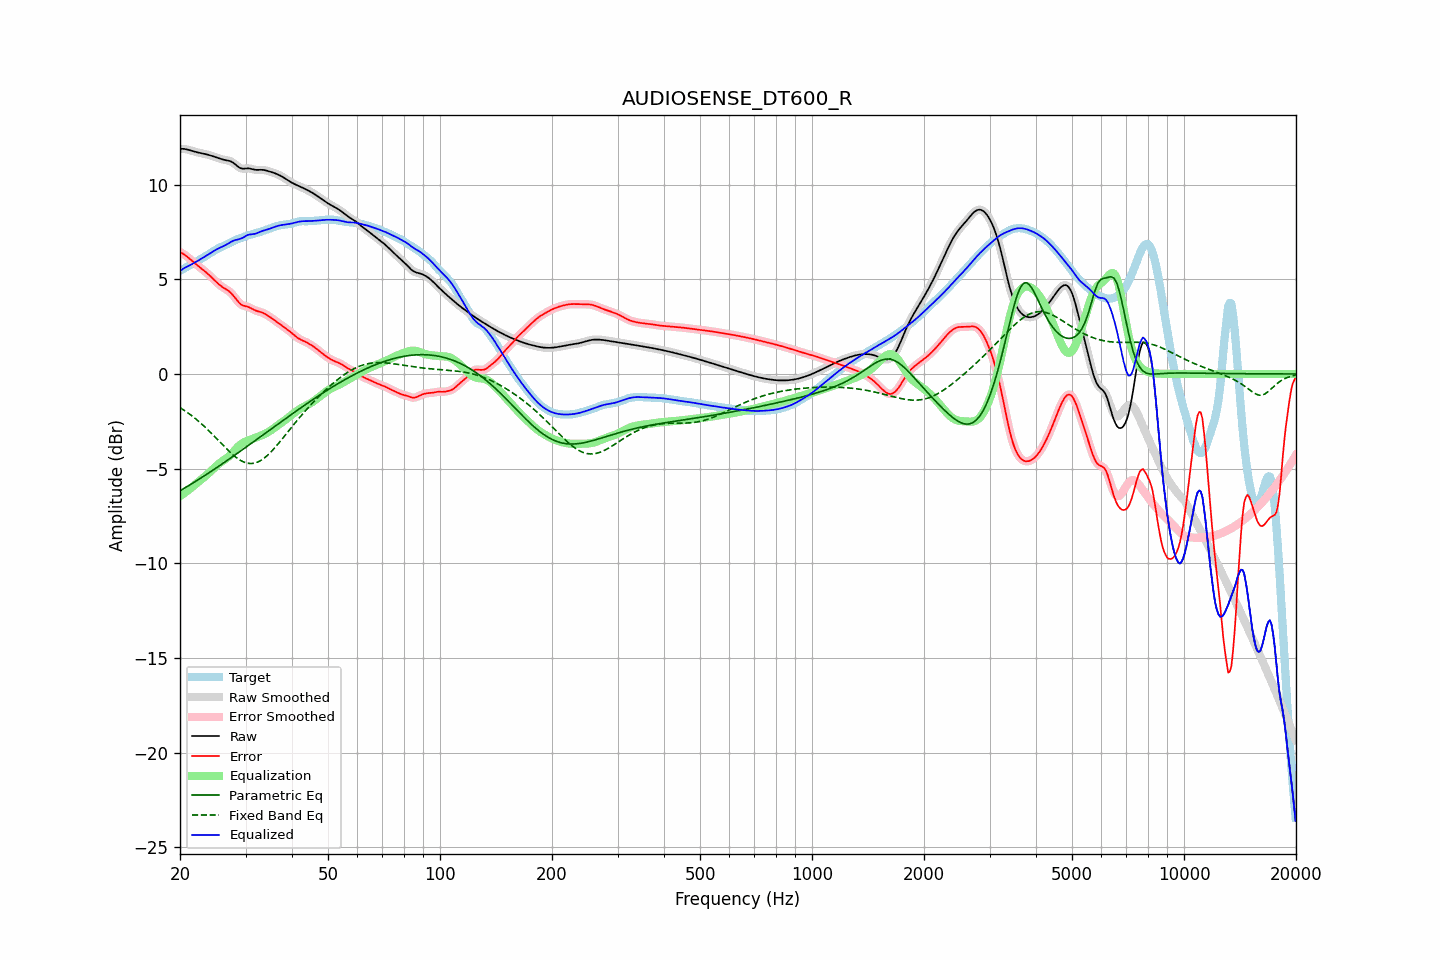 AUDIOSENSE_DT600_R
Amplitude (dBr)
10
5
0
−5
−10
−15
−20
−25
Target
Raw Smoothed
Error Smoothed
Raw
Error
Equalization
Parametric Eq
Fixed Band Eq
Equalized
20 50 100 200 500 1000 2000 5000 10000 20000
Frequency (Hz)